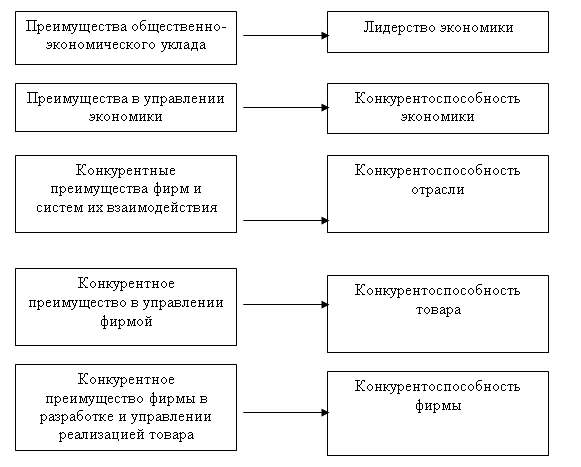 Преимущества общественно-
экономического уклада
Лидерство экономики
Преимущества в управлении
экономики
Конкурентоспособность
экономики
Конкурентные
преимущества фирм и
систем их взаимодействия
Конкурентоспособность
отрасли
Конкурентное
преимущество в управлении
фирмой
Конкурентоспособность
товара
Конкурентное
преимущество фирмы в
разработке и управлении
реализацией товара
Конкурентоспособность
фирмы